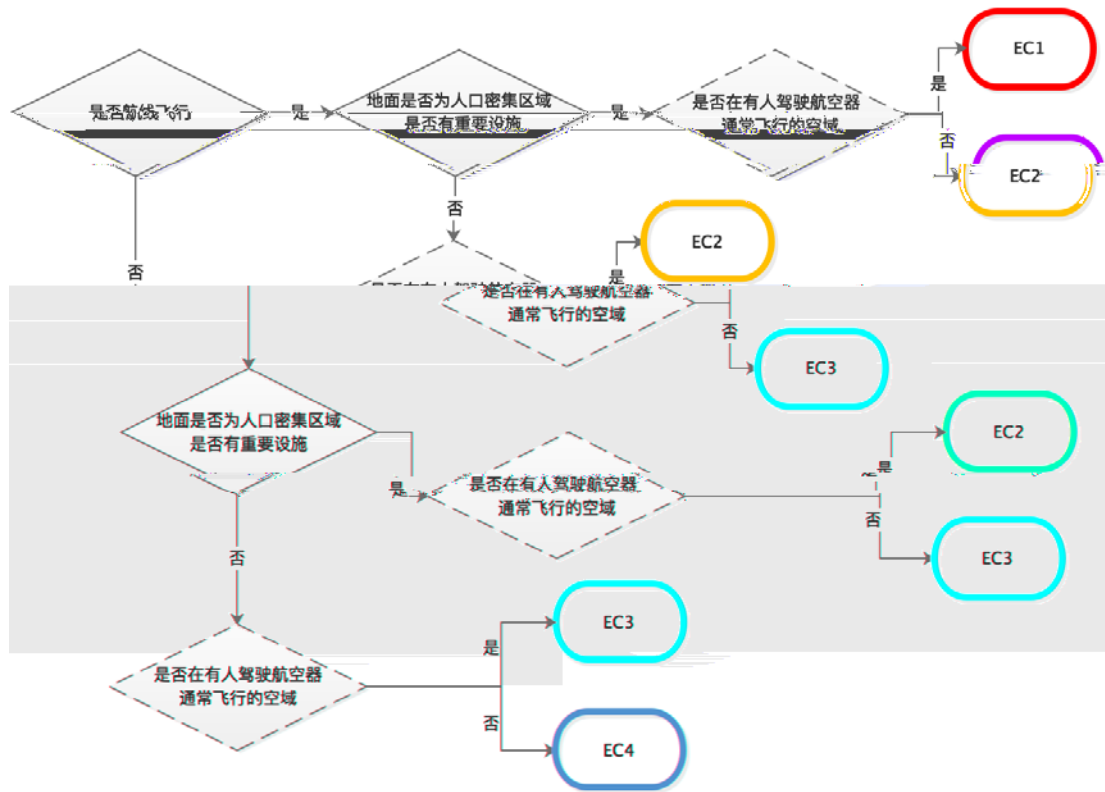 EC1
是否航线飞行
是
地面是否为人口密集区域
是否有重要设施
是
是否在有人驾驶航空器
通常飞行的空域
是
否
EC2
否
EC2
否
是
是否在有人驾驶航空器
通常飞行的空域
否
EC3
地面是否为人口密集区域
是否有重要设施
是
是否在有人驾驶航空器
通常飞行的空域
是
EC2
否
EC3
否
是否在有人驾驶航空器
通常飞行的空域
是
EC3
否
EC4